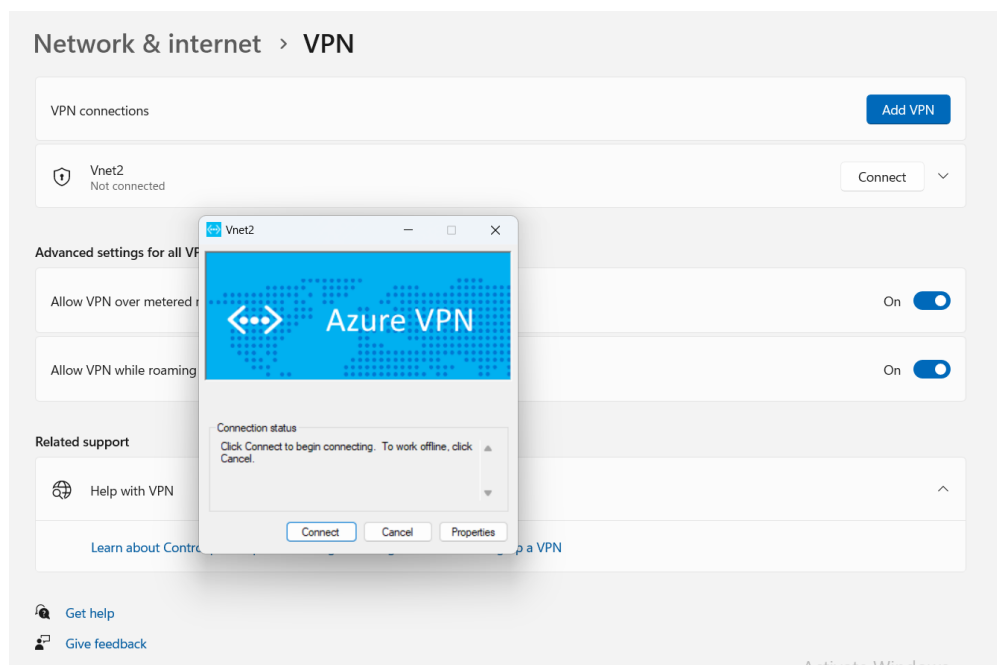 Network & internet > VPN
VPN connections
Add VPN
Vnet2
Not connected
Connect
Vnet2
Azure VPN
Connection status
Click Connect to begin connecting. To work offline, click
Cancel.
Connect
Cancel
Properties
Advanced settings for all
Allow VPN over metered
On
Allow VPN while roaming
On
Related support
Help with VPN
Learn about
a VPN
Get help
Give feedback
Activate Windows